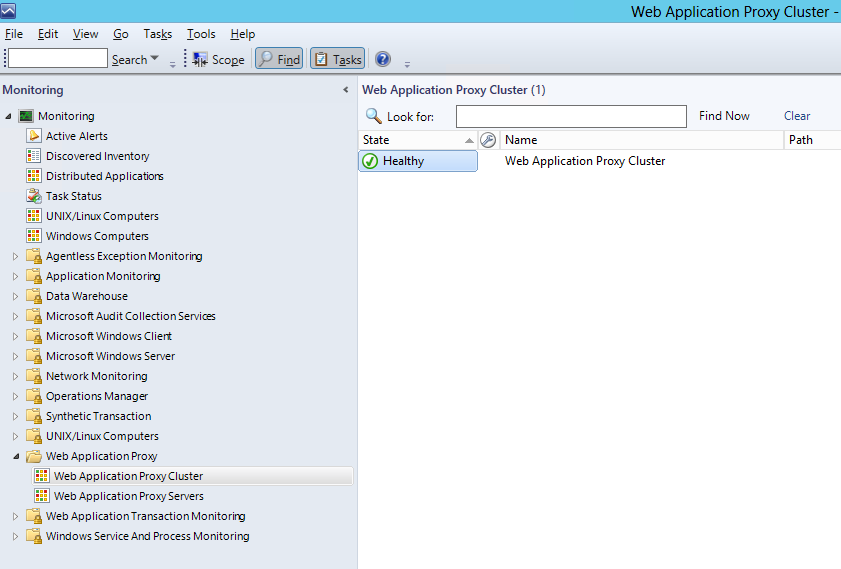 Web Application Proxy Cluster -
File Edit View Go Tasks Tools Help
Search Scope Find Tasks
Monitoring
Monitoring
Active Alerts
Discovered Inventory
Distributed Applications
Task Status
UNIX/Linux Computers
Windows Computers
Agentless Exception Monitoring
Application Monitoring
Data Warehouse
Microsoft Audit Collection Services
Microsoft Windows Client
Microsoft Windows Server
Network Monitoring
Operations Manager
Synthetic Transaction
UNIX/Linux Computers
Web Application Proxy
Web Application Proxy Cluster
Web Application Proxy Servers
Web Application Transaction Monitoring
Windows Service And Process Monitoring
Web Application Proxy Cluster (1)
Look for: Find Now Clear
State Name Path
Healthy Web Application Proxy Cluster